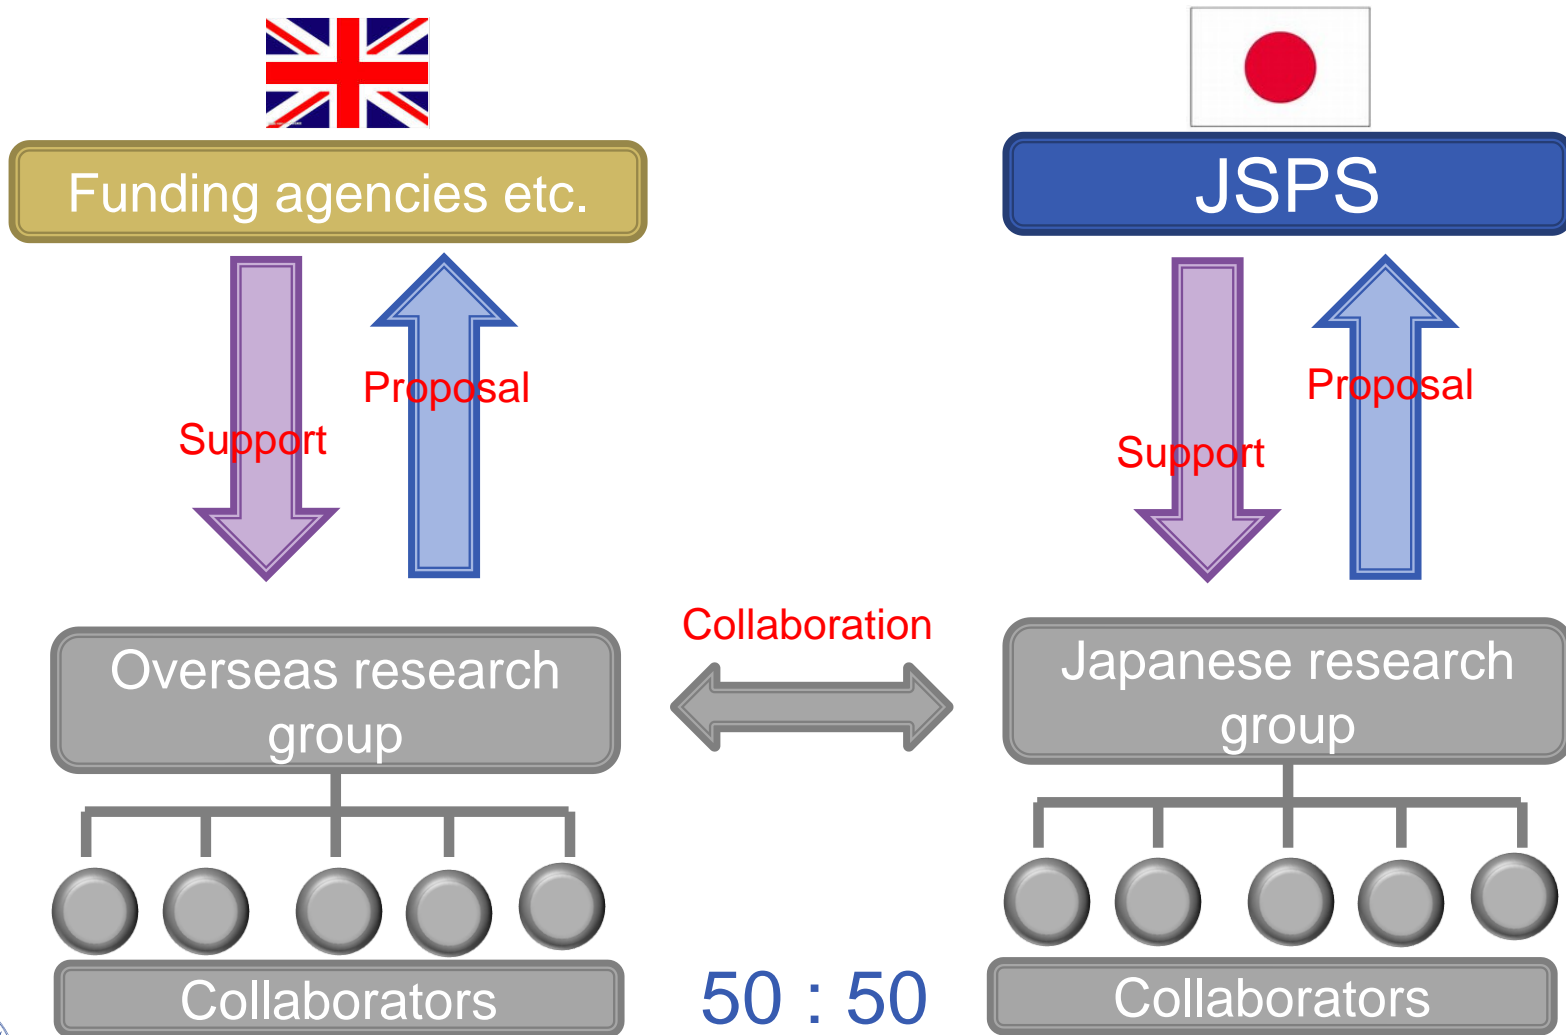 Funding agencies etc.
JSPS
Proposal
Support
Proposal
Support
Collaboration
Overseas research
group
Japanese research
group
Collaborators
50 : 50
Collaborators